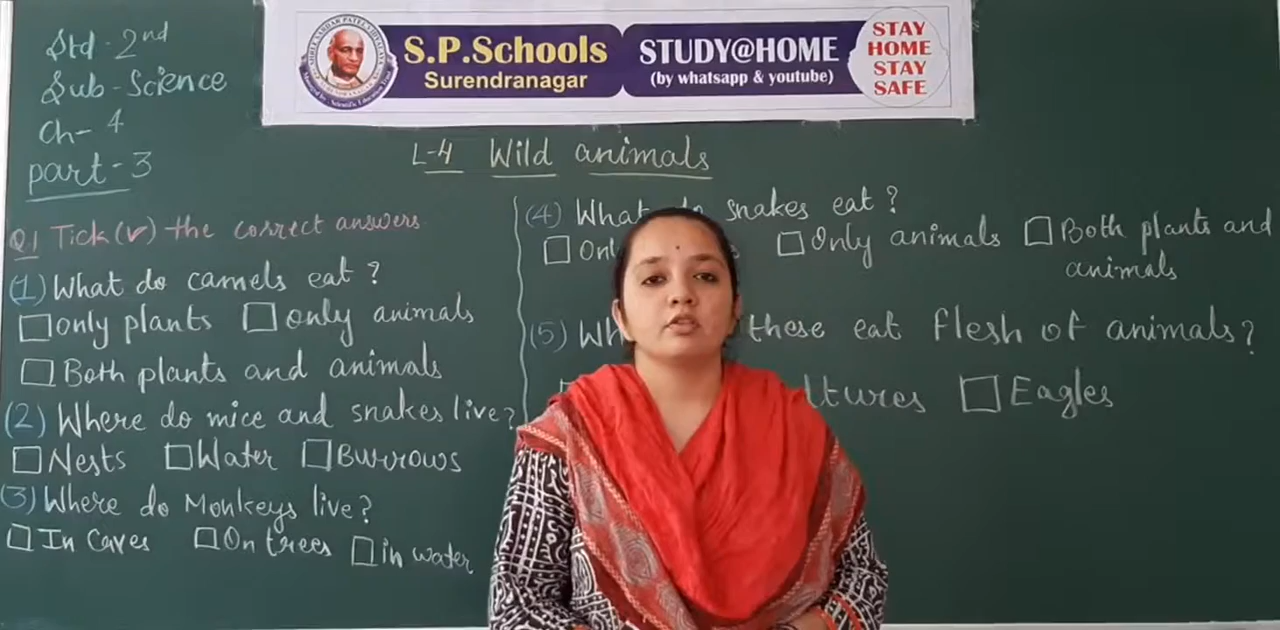 Std - 2nd
Sub - Science
Ch- 4
part - 3
S.P.Schools
Surendranagar
STUDY@HOME
(by whatsapp & youtube)
STAY
HOME
STAY
SAFE
L-4 Wild animals
Q.1 Tick(✓) the correct answers
(1) What do camels eat ?
only plants only animals
Both plants and animals
(2) Where do mice and snakes live?
Nests Water Burrows
(3) Where do Monkeys live?
In Caves On trees in water
(4) What do snakes eat ?
Only animals Both plants and
animals
(5) these eat flesh of animals?
Eagles